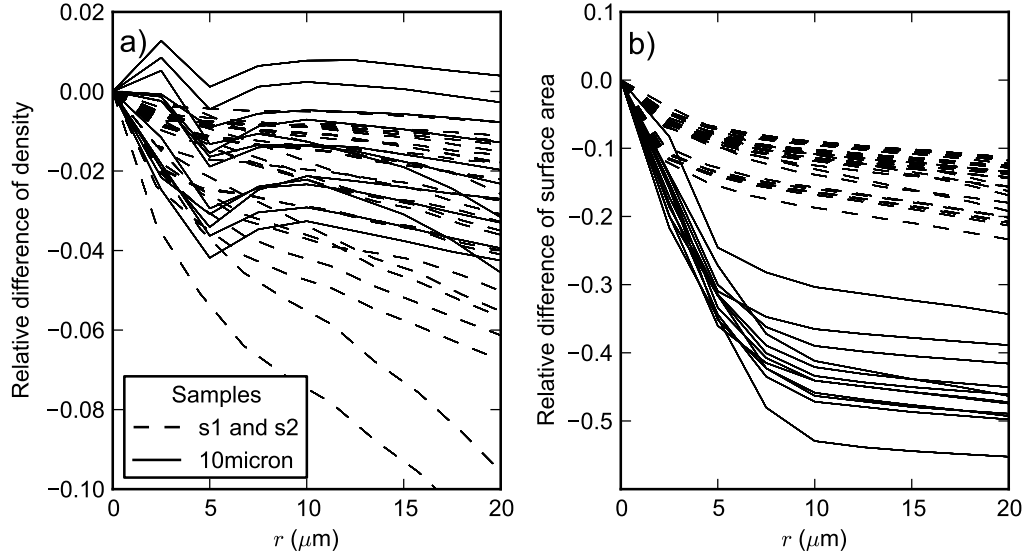 a)
0.02
0.00
−0.02
−0.04
−0.06
−0.08
−0.10
Relative difference of density
Samples
s1 and s2
10micron
0 5 10 15 20
r (μm)
b)
0.1
0.0
−0.1
−0.2
−0.3
−0.4
−0.5
Relative difference of surface area
0 5 10 15 20
r (μm)